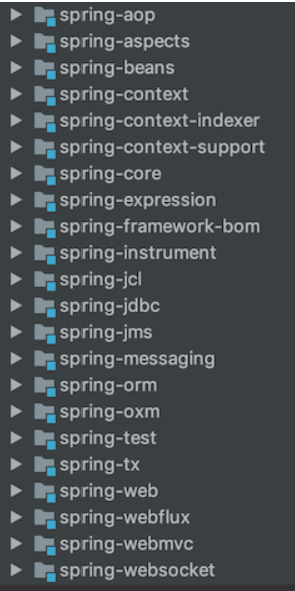 spring-aop
spring-aspects
spring-beans
spring-context
spring-context-indexer
spring-context-support
spring-core
spring-expression
spring-framework-bom
spring-instrument
spring-jcl
spring-jdbc
spring-jms
spring-messaging
spring-orm
spring-oxm
spring-test
spring-tx
spring-web
spring-webflux
spring-webmvc
spring-websocket